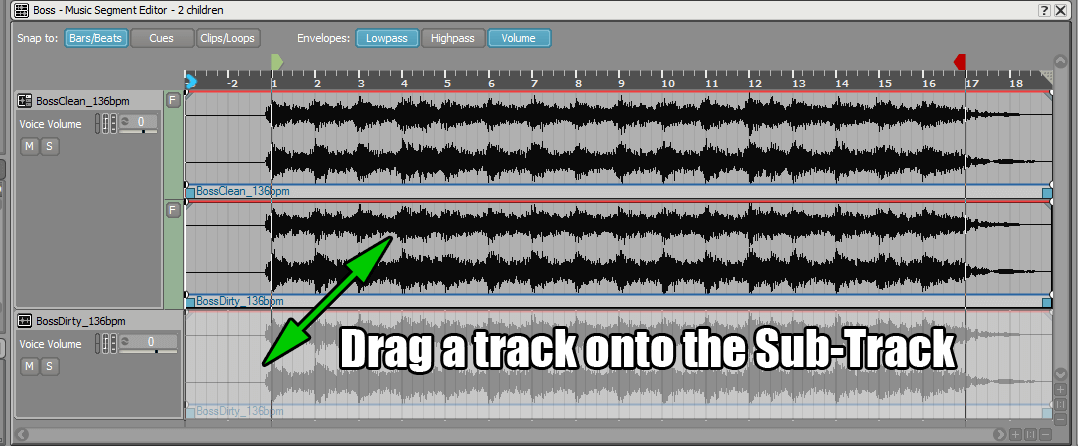 Boss - Music Segment Editor - 2 children
?
Snap to: Bars/Beats Cues Clips/Loops Envelopes: Lowpass Highpass Volume
-2 1 2 3 4 5 6 7 8 9 10 11 12 13 14 15 16 17 18
BossClean_136bpm F
Voice Volume 0
M S
BossClean_136bpm
F
BossDirty_136bpm
BossDirty_136bpm
Voice Volume 0
M S
Drag a track onto the Sub-Track
BossDirty_136bpm